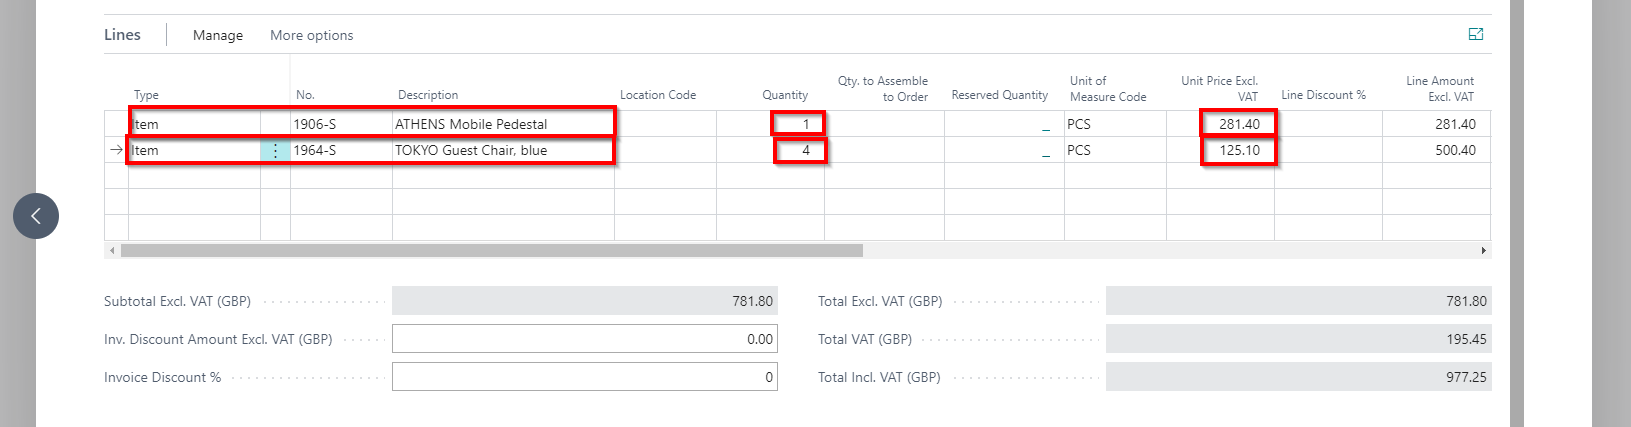 Lines Manage More options
Type No. Description Location Code Quantity Qty. to Assemble to Order Reserved Quantity Unit of Measure Code Unit Price Excl. VAT Line Discount % Line Amount Excl. VAT
Item 1906-S ATHENS Mobile Pedestal 1 _ PCS 281.40 281.40
Item 1964-S TOKYO Guest Chair, blue 4 _ PCS 125.10 500.40
Subtotal Excl. VAT (GBP) 781.80 Total Excl. VAT (GBP) 781.80
Inv. Discount Amount Excl. VAT (GBP) 0.00 Total VAT (GBP) 195.45
Invoice Discount % 0 Total Incl. VAT (GBP) 977.25